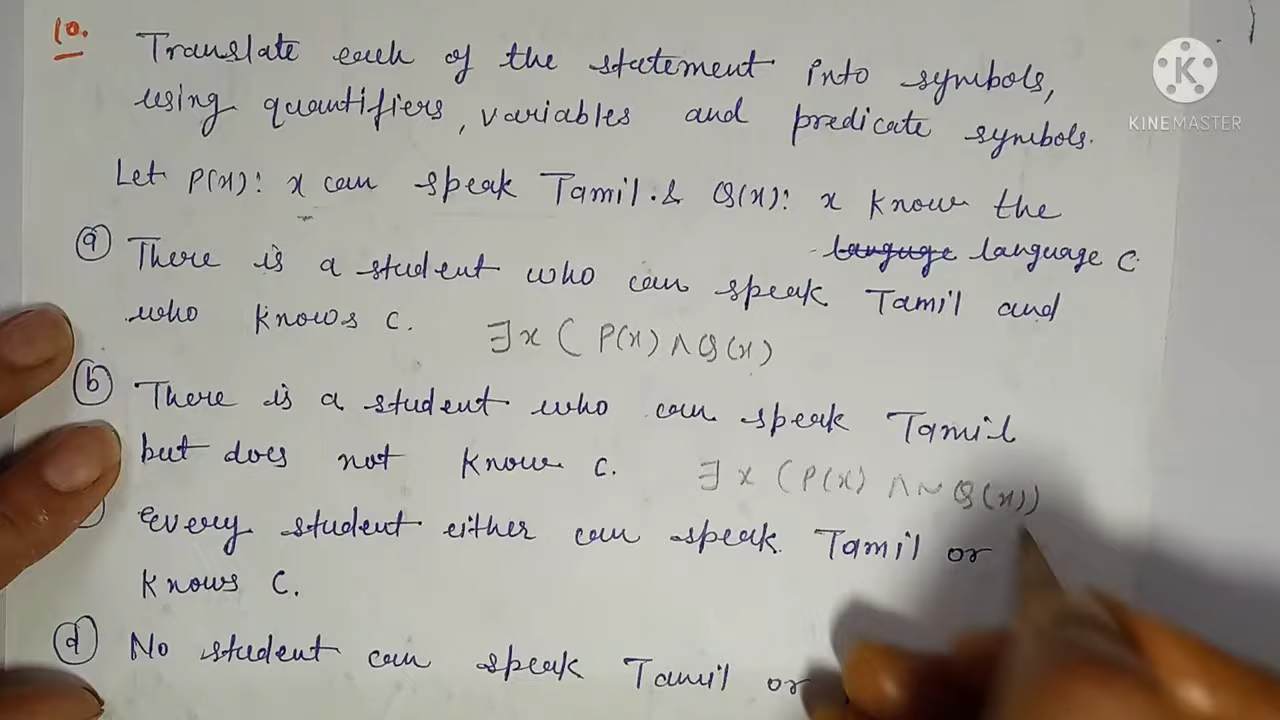 10.
Translate each of the statement into symbols,
using quantifiers, variables and predicate symbols.
Let P(x): x can speak Tamil. & Q(x): x know the
language C.
(a) There is a student who can speak Tamil and
who knows C. ∃x ( P(x) ∧ Q(x)
(b) There is a student who can speak Tamil
but does not know C. ∃ x (P(x) ∧ ~ Q(x))
Every student either can speak Tamil or
knows C.
(d) No student can speak Tamil or
K
KINEMASTER